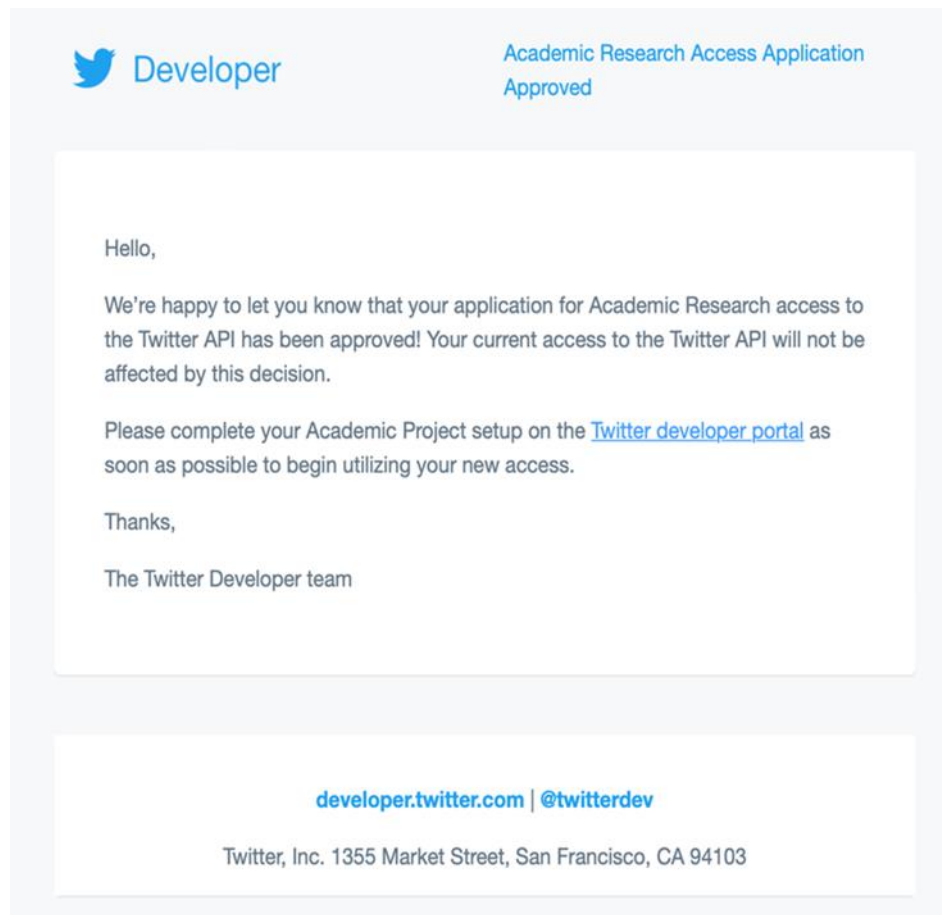 Developer
Academic Research Access Application
Approved
Hello,
We're happy to let you know that your application for Academic Research access to
the Twitter API has been approved! Your current access to the Twitter API will not be
affected by this decision.
Please complete your Academic Project setup on the Twitter developer portal as
soon as possible to begin utilizing your new access.
Thanks,
The Twitter Developer team
developer.twitter.com | @twitterdev
Twitter, Inc. 1355 Market Street, San Francisco, CA 94103